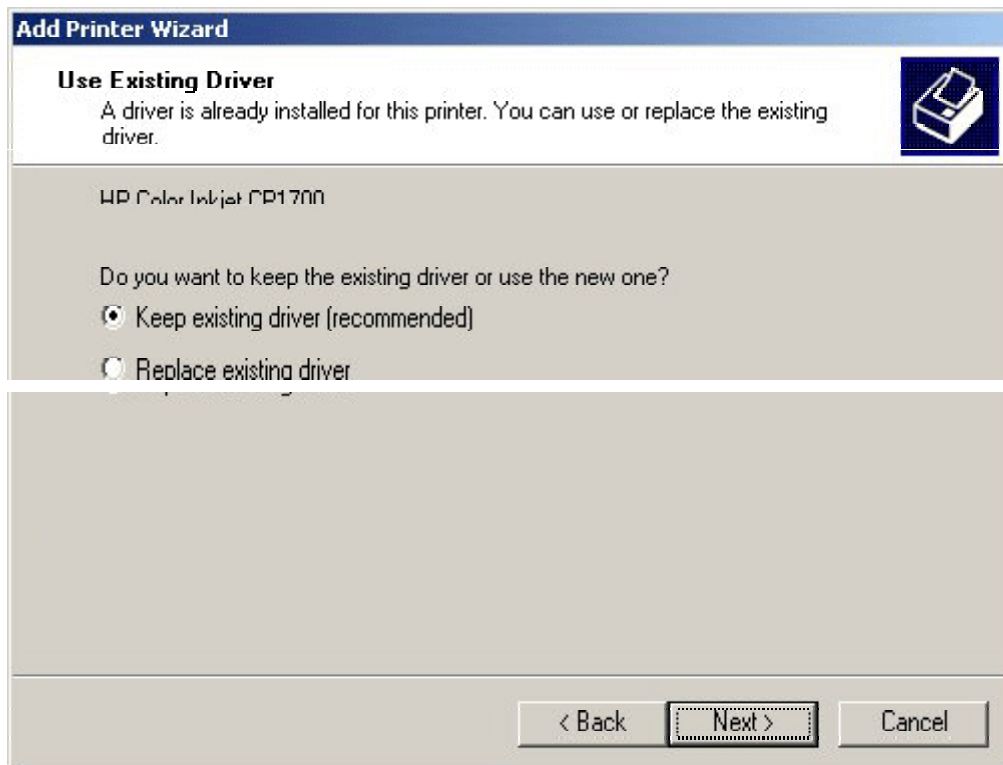 Add Printer Wizard
Use Existing Driver
A driver is already installed for this printer. You can use or replace the existing
driver.
HP Color Inkjet CP1700
Do you want to keep the existing driver or use the new one?
Keep existing driver (recommended)
Replace existing driver
< Back
Next >
Cancel